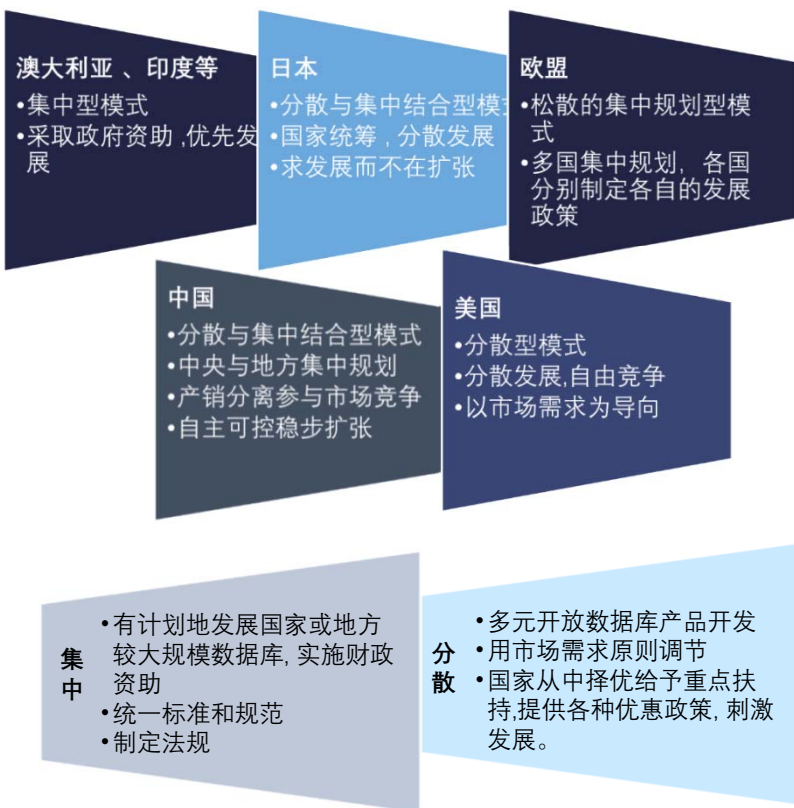 澳大利亚 、印度等
•集中型模式
•采取政府资助 ,优先发
展
日本
•分散与集中结合型模
•国家统筹 , 分散发展
•求发展而不在扩张
欧盟
•松散的集中规划型模
式
•多国集中规划, 各国
分别制定各自的发展
政策
中国
•分散与集中结合型模式
•中央与地方集中规划
•产销分离参与市场竞争
•自主可控稳步扩张
美国
•分散型模式
•分散发展,自由竞争
•以市场需求为导向
集
中
•有计划地发展国家或地方
较大规模数据库, 实施财政
资助
•统一标准和规范
•制定法规
分
散
•多元开放数据库产品开发
•用市场需求原则调节
•国家从中择优给予重点扶
持,提供各种优惠政策, 刺激
发展。